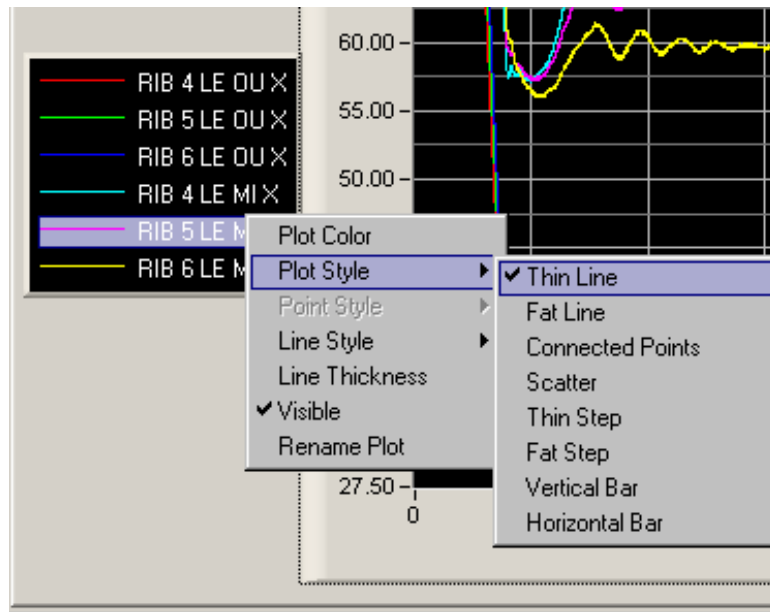 60.00
55.00
50.00
RIB 4 LE OU X
RIB 5 LE OU X
RIB 6 LE OU X
RIB 4 LE MI X
RIB 5 LE M
RIB 6 LE M
Plot Color
Plot Style
Point Style
Line Style
Line Thickness
Visible
Rename Plot
Thin Line
Fat Line
Connected Points
Scatter
Thin Step
Fat Step
Vertical Bar
Horizontal Bar
27.50
0